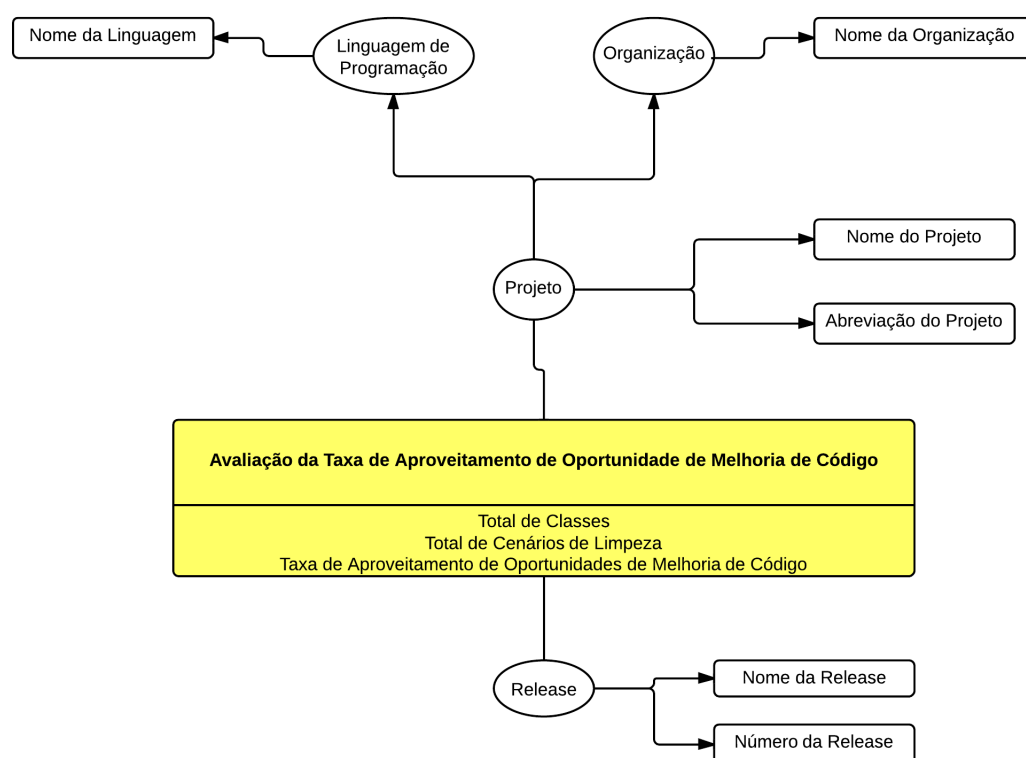 Nome da Linguagem
Linguagem de
Programação
Organização
Nome da Organização
Nome do Projeto
Projeto
Abreviação do Projeto
Avaliação da Taxa de Aproveitamento de Oportunidade de Melhoria de Código
Total de Classes
Total de Cenários de Limpeza
Taxa de Aproveitamento de Oportunidades de Melhoria de Código
Nome da Release
Release
Número da Release